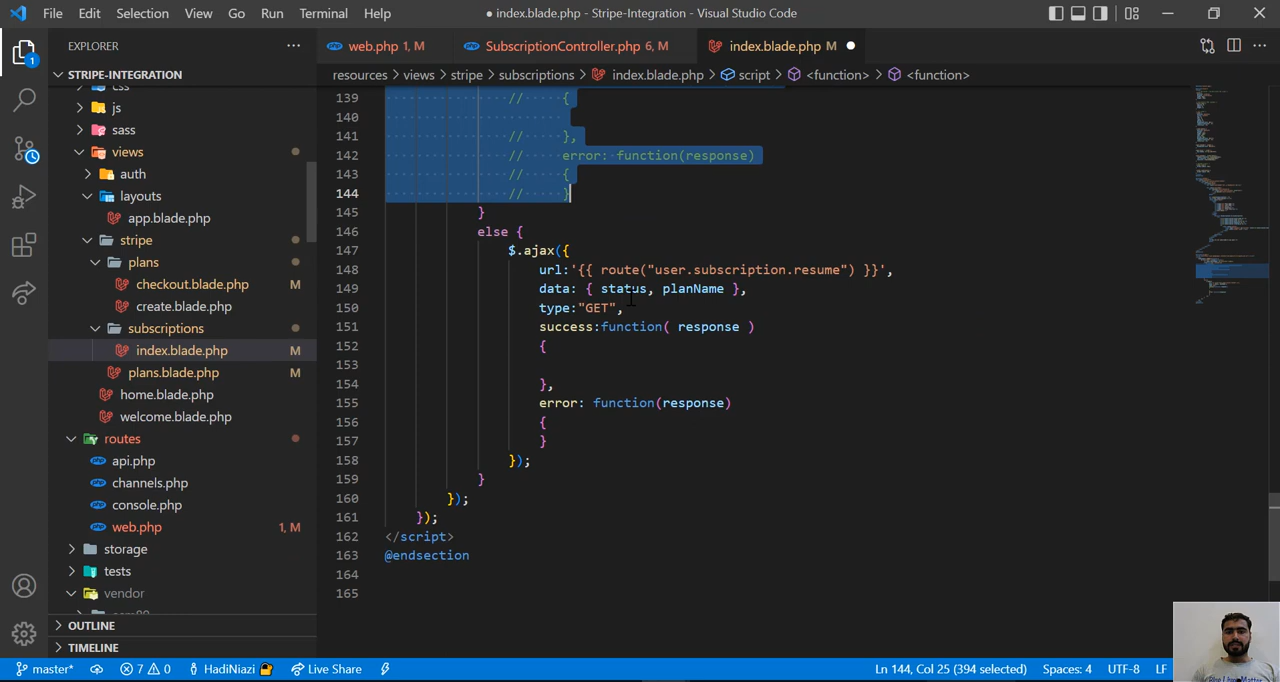 File Edit Selection View Go Run Terminal Help
● index.blade.php - Stripe-Integration - Visual Studio Code
EXPLORER
web.php 1, M SubscriptionController.php 6, M index.blade.php M ●
STRIPE-INTEGRATION
resources > views > stripe > subscriptions > index.blade.php > script > <function> > <function>
css
js
sass
views
auth
layouts
app.blade.php
stripe
plans
checkout.blade.php M
create.blade.php
subscriptions
index.blade.php M
plans.blade.php M
home.blade.php
welcome.blade.php
routes
api.php
channels.php
console.php
web.php 1, M
storage
tests
vendor
OUTLINE
TIMELINE
139 // {
140
141 // },
142 // error: function(response)
143 // {
144 // }
145 }
146 else {
147 $.ajax({
148 url:'{{ route("user.subscription.resume") }}',
149 data: { status, planName },
150 type:"GET",
151 success:function( response )
152 {
153
154 },
155 error: function(response)
156 {
157 }
158 });
159 }
160 });
161 });
162 </script>
163 @endsection
164
165
1
master* 7 0 HadiNiazi Live Share Ln 144, Col 25 (394 selected) Spaces: 4 UTF-8 LF